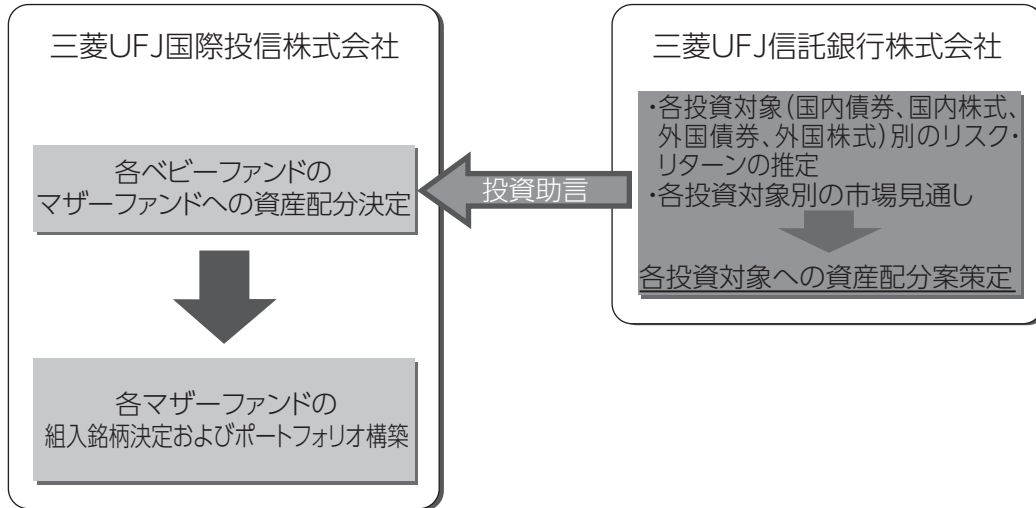 三菱UFJ国際投信株式会社
各ベビーファンドの
マザーファンドへの資産配分決定
各マザーファンドの
組入銘柄決定およびポートフォリオ構築
投資助言
三菱UFJ信託銀行株式会社
・各投資対象(国内債券、国内株式、
外国債券、外国株式)別のリスク・
リターンの推定
・各投資対象別の市場見通し
各投資対象への資産配分案策定